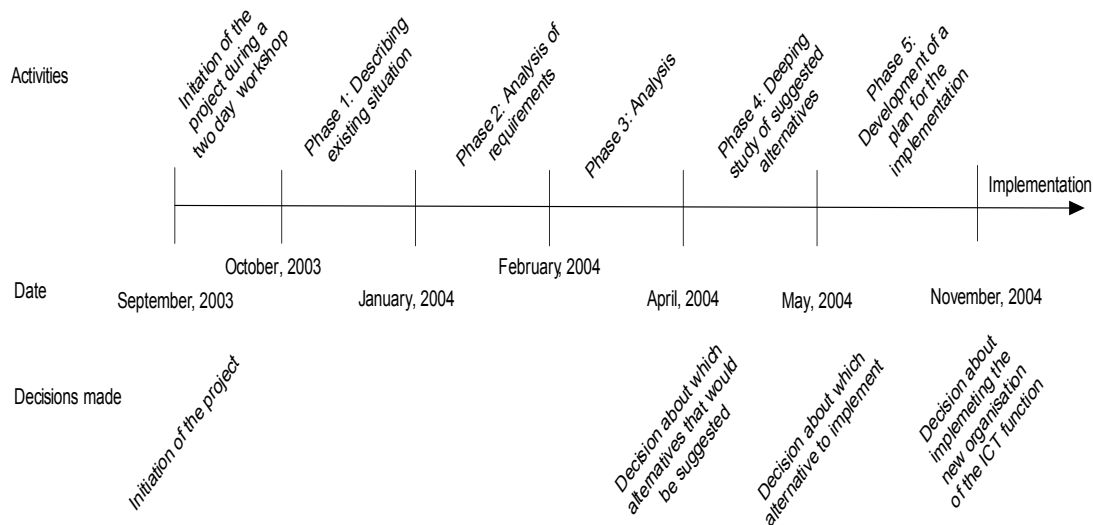 Activities
Initation of the
project during a
two day workshop
Phase 1: Describing
existing situation
Phase 2: Analysis of
requirements
Phase 3: Analysis
Phase 4: Deeping
study of suggested
alternatives
Phase 5:
Development of a
plan for the
implementation
Implementation
Date
September, 2003
October, 2003
January, 2004
February, 2004
April, 2004
May, 2004
November, 2004
Decisions made
Initiation of the project
Decision about which
alternatives that would
be suggested
Decision about which
alternative to implement
Decision about
implemeting the
new organisation
of the ICT function